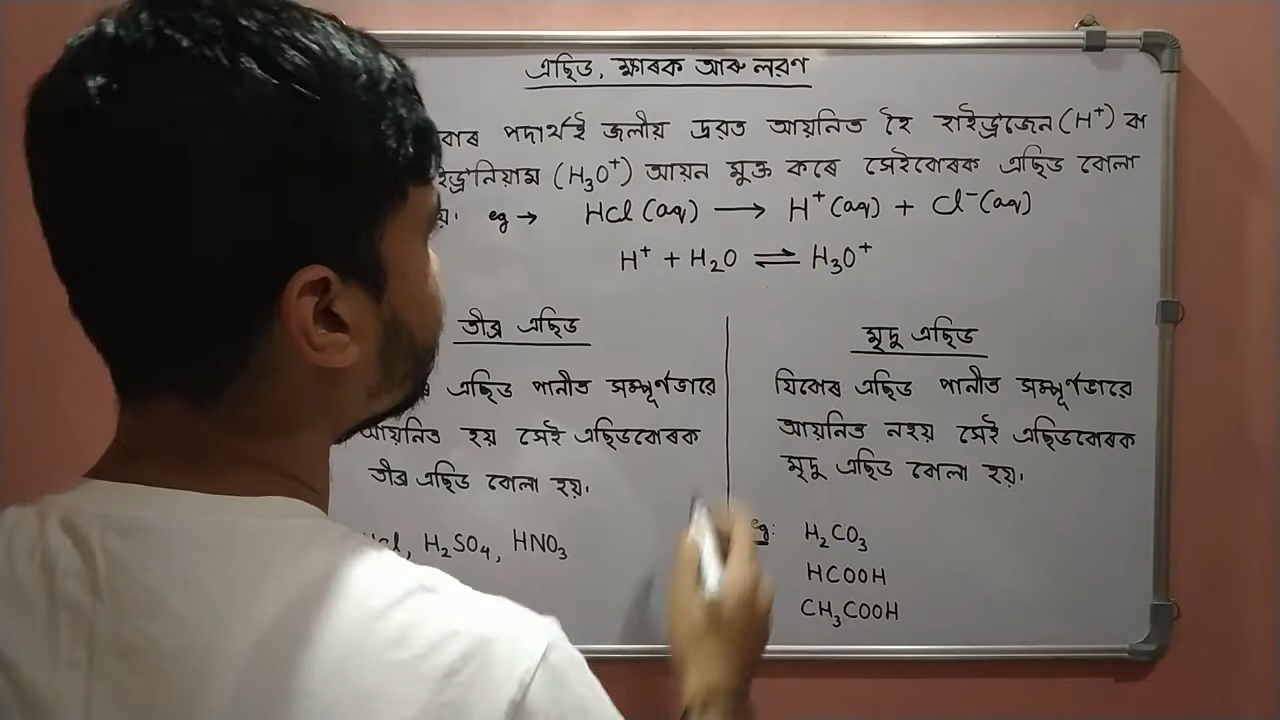 এছিড, ক্ষাৰক আৰু লৱণ
পদাৰ্থই জলীয় দ্ৰৱত আয়নিত হৈ হাইড্ৰজেন (H⁺) বা
(H₃O⁺) আয়ন মুক্ত কৰে সেইবোৰক এছিড বোলা
eg → HCl (aq) ⟶ H⁺ (aq) + Cl⁻ (aq)
H⁺ + H₂O ⇌ H₃O⁺
তীব্ৰ এছিড
এছিড পানীত সম্পূৰ্ণভাৱে
আয়নিত হয় সেই এছিডবোৰক
তীব্ৰ এছিড বোলা হয়।
H₂SO₄, HNO₃
মৃদু এছিড
যিবোৰ এছিড পানীত সম্পূৰ্ণভাৱে
আয়নিত নহয় সেই এছিডবোৰক
মৃদু এছিড বোলা হয়।
eg: H₂CO₃
HCOOH
CH₃COOH